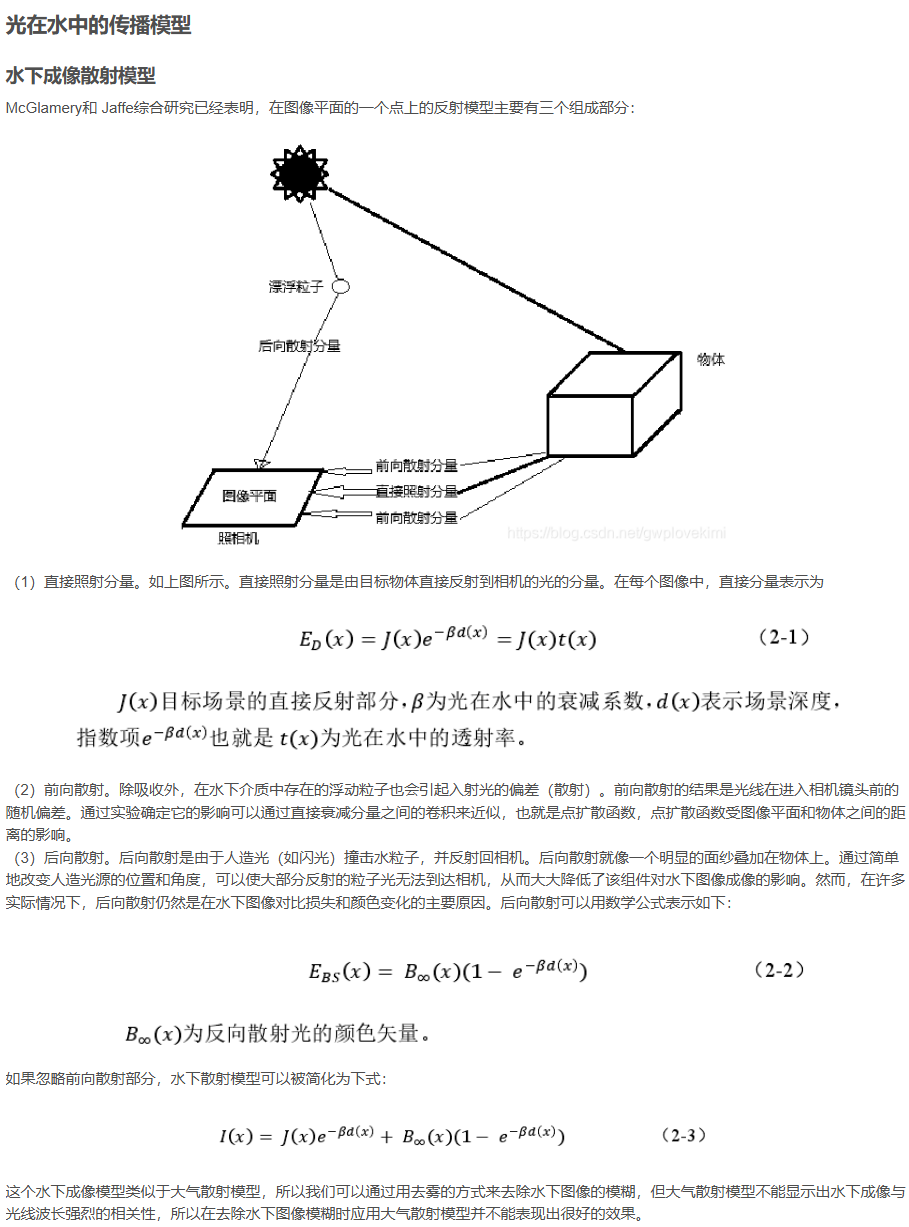 光在水中的传播模型
水下成像散射模型
McGlamery和 Jaffe综合研究已经表明，在图像平面的一个点上的反射模型主要有三个组成部分：
漂浮粒子
后向散射分量
物体
前向散射分量
图像平面
直接照射分量
前向散射分量
照相机
https://blog.csdn.net/gwplovekimi
（1）直接照射分量。如上图所示。直接照射分量是由目标物体直接反射到相机的光的分量。在每个图像中，直接分量表示为
E_D(x) = J(x)e^{-βd(x)} = J(x)t(x) （2-1）
J(x)目标场景的直接反射部分，β为光在水中的衰减系数，d(x)表示场景深度，
指数项e^{-βd(x)}也就是 t(x)为光在水中的透射率。
（2）前向散射。除吸收外，在水下介质中存在的浮动粒子也会引起入射光的偏差（散射）。前向散射的结果是光线在进入相机镜头前的
随机偏差。通过实验确定它的影响可以通过直接衰减分量之间的卷积来近似，也就是点扩散函数，点扩散函数受图像平面和物体之间的距
离的影响。
（3）后向散射。后向散射是由于人造光（如闪光）撞击水粒子，并反射回相机。后向散射就像一个明显的面纱叠加在物体上。通过简单
地改变人造光源的位置和角度，可以使大部分反射的粒子光无法到达相机，从而大大降低了该组件对水下图像成像的影响。然而，在许多
实际情况下，后向散射仍然是在水下图像对比损失和颜色变化的主要原因。后向散射可以用数学公式表示如下：
E_{BS}(x) = B_∞(x)(1 − e^{-βd(x)}) （2-2）
B_∞(x)为反向散射光的颜色矢量。
如果忽略前向散射部分，水下散射模型可以被简化为下式：
I(x) = J(x)e^{-βd(x)} + B_∞(x)(1 − e^{-βd(x)}) （2-3）
这个水下成像模型类似于大气散射模型，所以我们可以通过用去雾的方式来去除水下图像的模糊，但大气散射模型不能显示出水下成像与
光线波长强烈的相关性，所以在去除水下图像模糊时应用大气散射模型并不能表现出很好的效果。